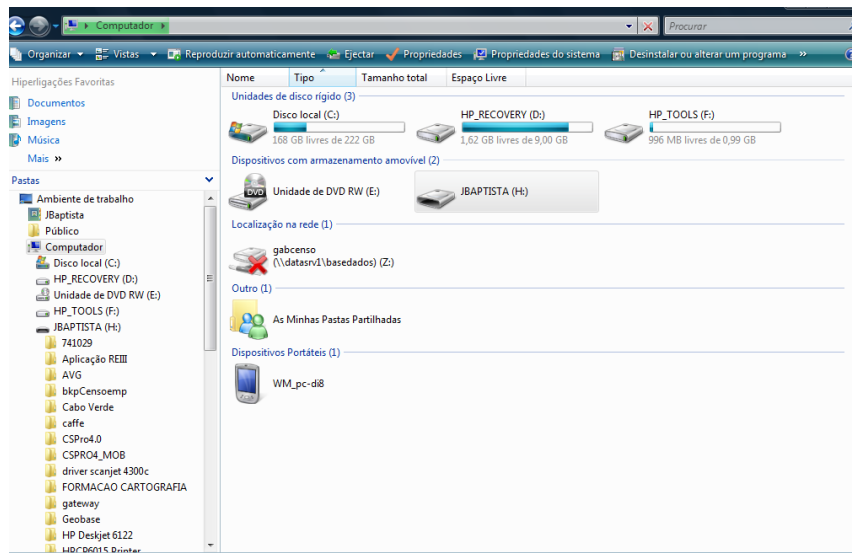 Computador
Procurar
Organizar Vistas Reproduzir automaticamente Ejectar Propriedades Propriedades do sistema Desinstalar ou alterar um programa »
Hiperligações Favoritas
Documentos
Imagens
Música
Mais »
Pastas
Ambiente de trabalho
JBaptista
Público
Computador
Disco local (C:)
HP_RECOVERY (D:)
Unidade de DVD RW (E:)
HP_TOOLS (F:)
JBAPTISTA (H:)
741029
Aplicação REIII
AVG
bkpCensoemp
Cabo Verde
caffe
CSPro4.0
CSPRO4_MOB
driver scanjet 4300c
FORMACAO CARTOGRAFIA
gateway
Geobase
HP Deskjet 6122
HPCP6015 Printer
Nome Tipo Tamanho total Espaço Livre
Unidades de disco rígido (3)
Disco local (C:)
168 GB livres de 222 GB
HP_RECOVERY (D:)
1,62 GB livres de 9,00 GB
HP_TOOLS (F:)
996 MB livres de 0,99 GB
Dispositivos com armazenamento amovível (2)
DVD
Unidade de DVD RW (E:)
JBAPTISTA (H:)
Localização na rede (1)
gabcenso
(\\datasrv1\basedados) (Z:)
Outro (1)
As Minhas Pastas Partilhadas
Dispositivos Portáteis (1)
WM_pc-di8